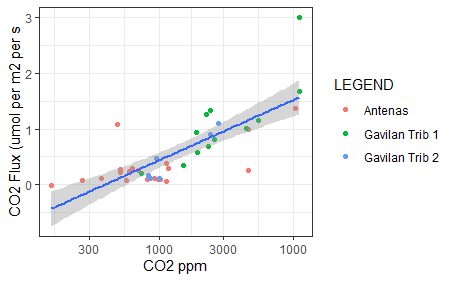 3
2
1
0
CO2 Flux (umol per m2 per s)
300
1000
3000
1000
CO2 ppm
LEGEND
Antenas
Gavilan Trib 1
Gavilan Trib 2